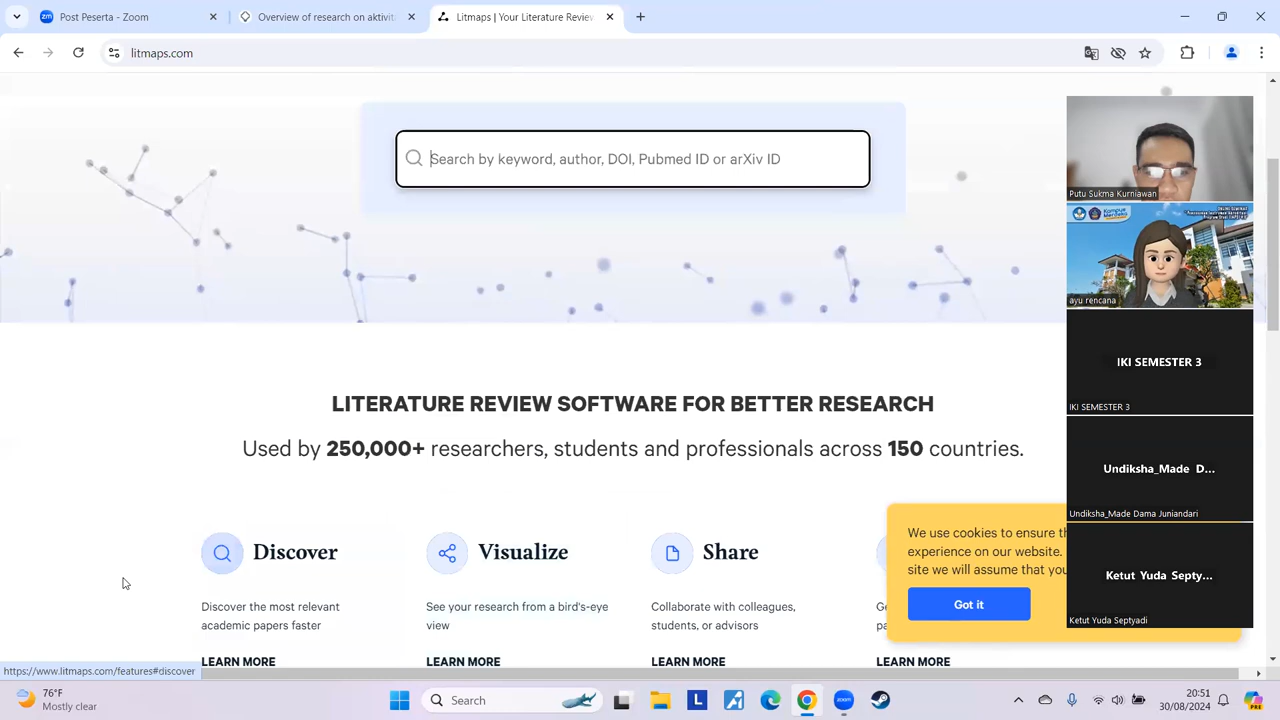 Post Peserta - Zoom
Overview of research on aktivit
Litmaps | Your Literature Review
litmaps.com
Search by keyword, author, DOI, Pubmed ID or arXiv ID
LITERATURE REVIEW SOFTWARE FOR BETTER RESEARCH
Used by 250,000+ researchers, students and professionals across 150 countries.
Discover
Discover the most relevant
academic papers faster
LEARN MORE
Visualize
See your research from a bird's-eye
view
LEARN MORE
Share
Collaborate with colleagues,
students, or advisors
LEARN MORE
LEARN MORE
We use cookies to ensure th
experience on our website.
site we will assume that you
Got it
Putu Sukma Kurniawan
ayu rencana
IKI SEMESTER 3
IKI SEMESTER 3
Undiksha_Made D...
Undiksha_Made Dama Juniandari
Ketut Yuda Septy...
Ketut Yuda Septyadi
https://www.litmaps.com/features#discover
76°F
Mostly clear
Search
20:51
30/08/2024